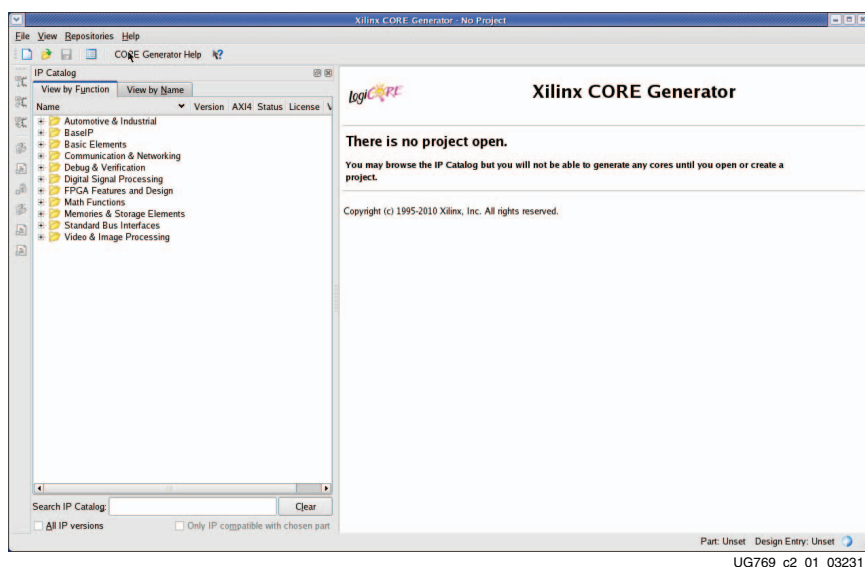 Xilinx CORE Generator - No Project
File View Repositories Help
CORE Generator Help
IP Catalog
View by Function View by Name
Name Version AXI4 Status License V
Automotive & Industrial
BaseIP
Basic Elements
Communication & Networking
Debug & Verification
Digital Signal Processing
FPGA Features and Design
Math Functions
Memories & Storage Elements
Standard Bus Interfaces
Video & Image Processing
Search IP Catalog: Clear
All IP versions Only IP compatible with chosen part
logiCORE Xilinx CORE Generator
There is no project open.
You may browse the IP Catalog but you will not be able to generate any cores until you open or create a
project.
Copyright (c) 1995-2010 Xilinx, Inc. All rights reserved.
Part: Unset Design Entry: Unset
UG769_c2_01_03231